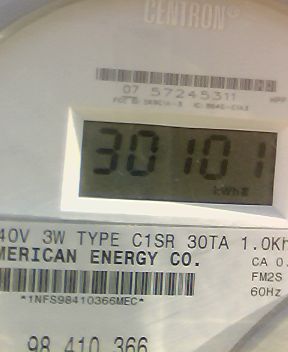 CENTRON®
07 57245311
30101
kWh
40V 3W TYPE C1SR 30TA 1.0Kh
MERICAN ENERGY CO.
CA 0.
FM2S
60Hz
*1NFS98410366MEC*
98 410 366